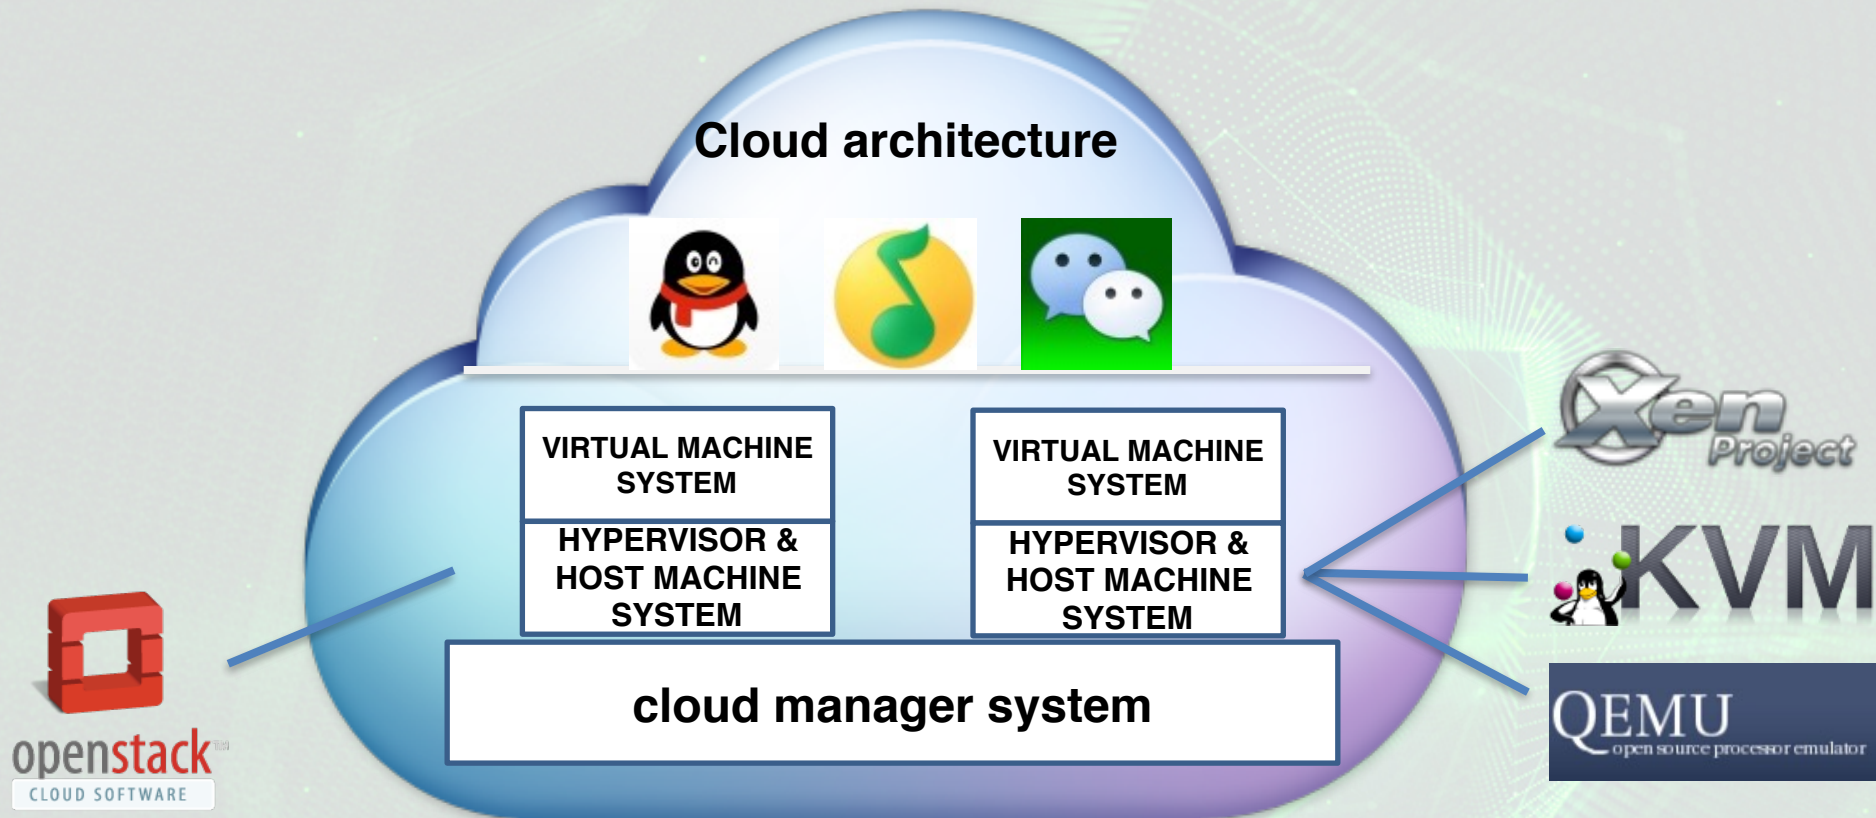 Cloud architecture
VIRTUAL MACHINE
SYSTEM
HYPERVISOR &
HOST MACHINE
SYSTEM
VIRTUAL MACHINE
SYSTEM
HYPERVISOR &
HOST MACHINE
SYSTEM
cloud manager system
openstack™
CLOUD SOFTWARE
Xen
Project
KVM
QEMU
open source processor emulator